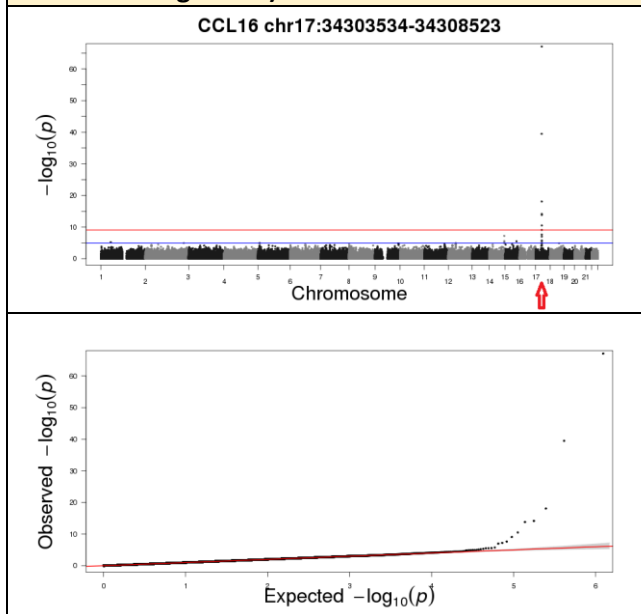 CCL16 chr17:34303534-34308523
−log10(p)
60
50
40
30
20
10
0
1 2 3 4 5 6 7 8 9 10 11 12 13 14 15 16 17 18 19 20 21
Chromosome
Observed −log10(p)
60
50
40
30
20
10
0
0 1 2 3 4 5 6
Expected −log10(p)